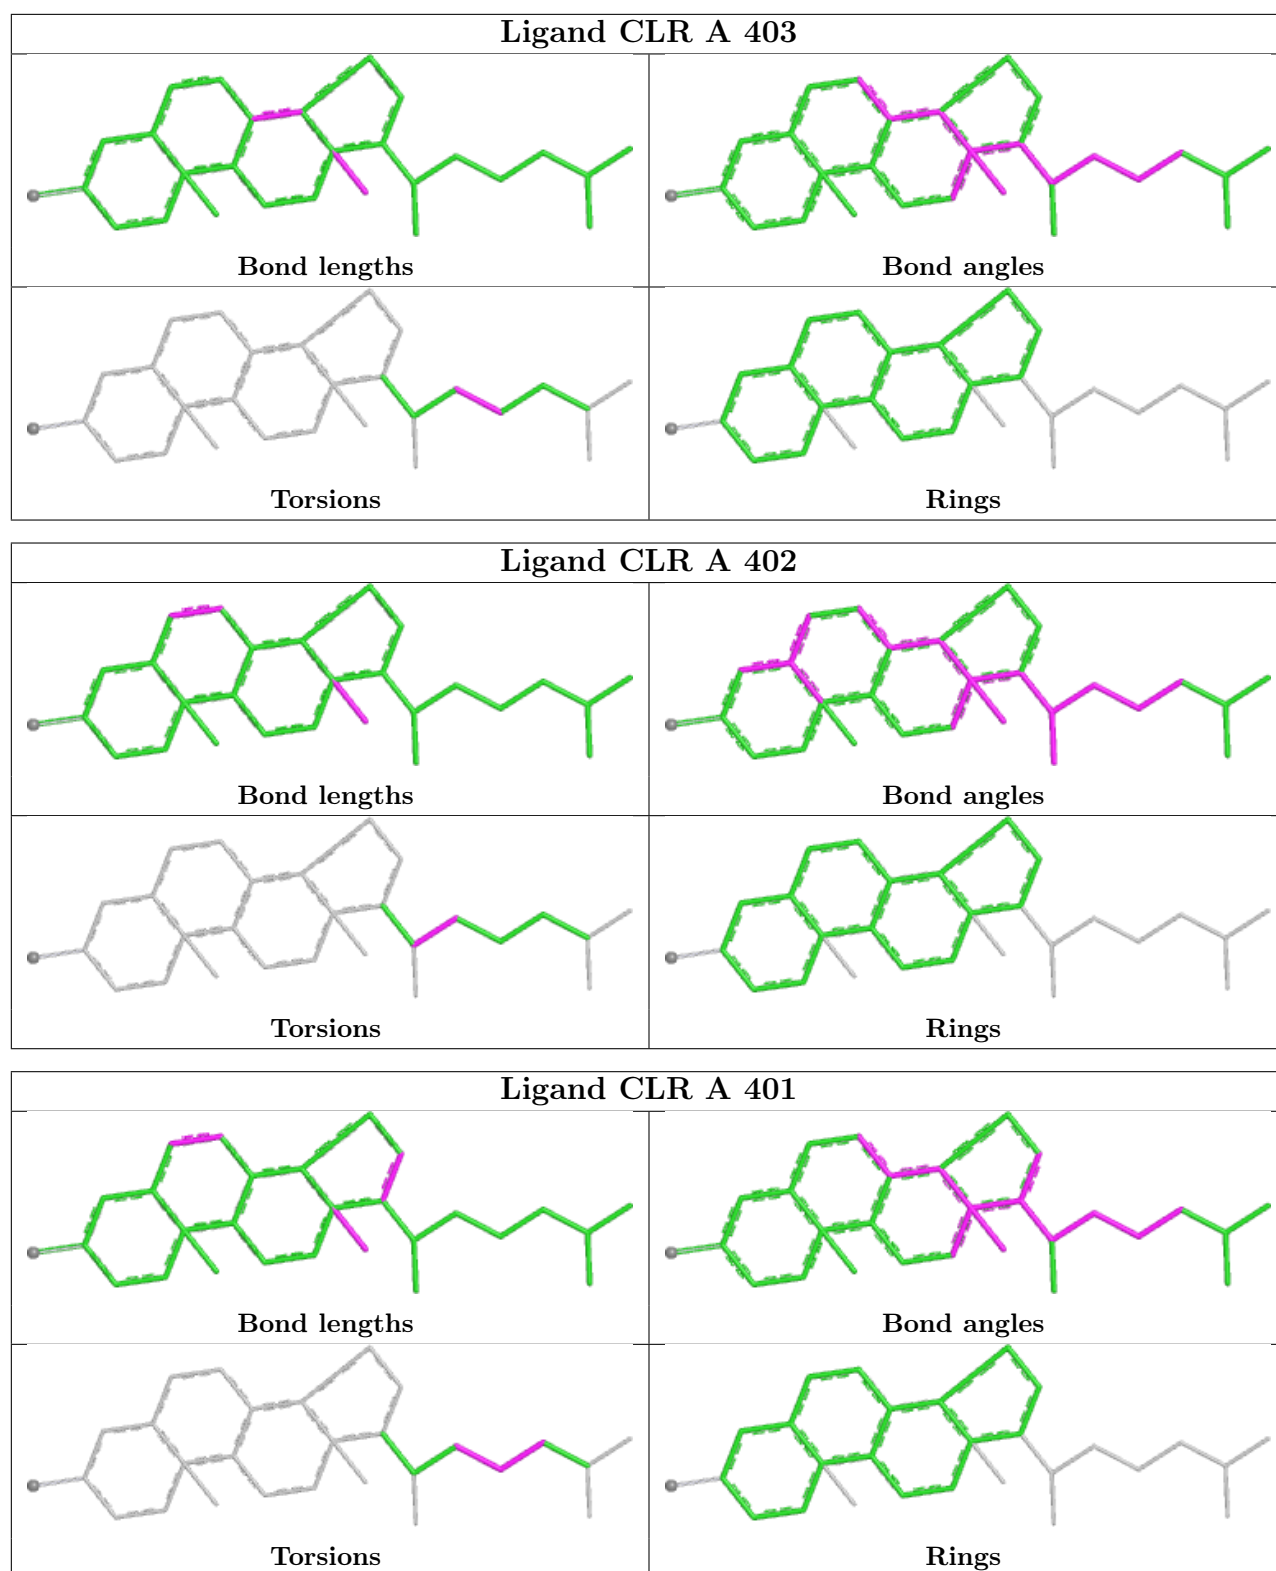 Ligand CLR A 403
Bond lengths
Bond angles
Torsions
Rings
Ligand CLR A 402
Bond lengths
Bond angles
Torsions
Rings
Ligand CLR A 401
Bond lengths
Bond angles
Torsions
Rings